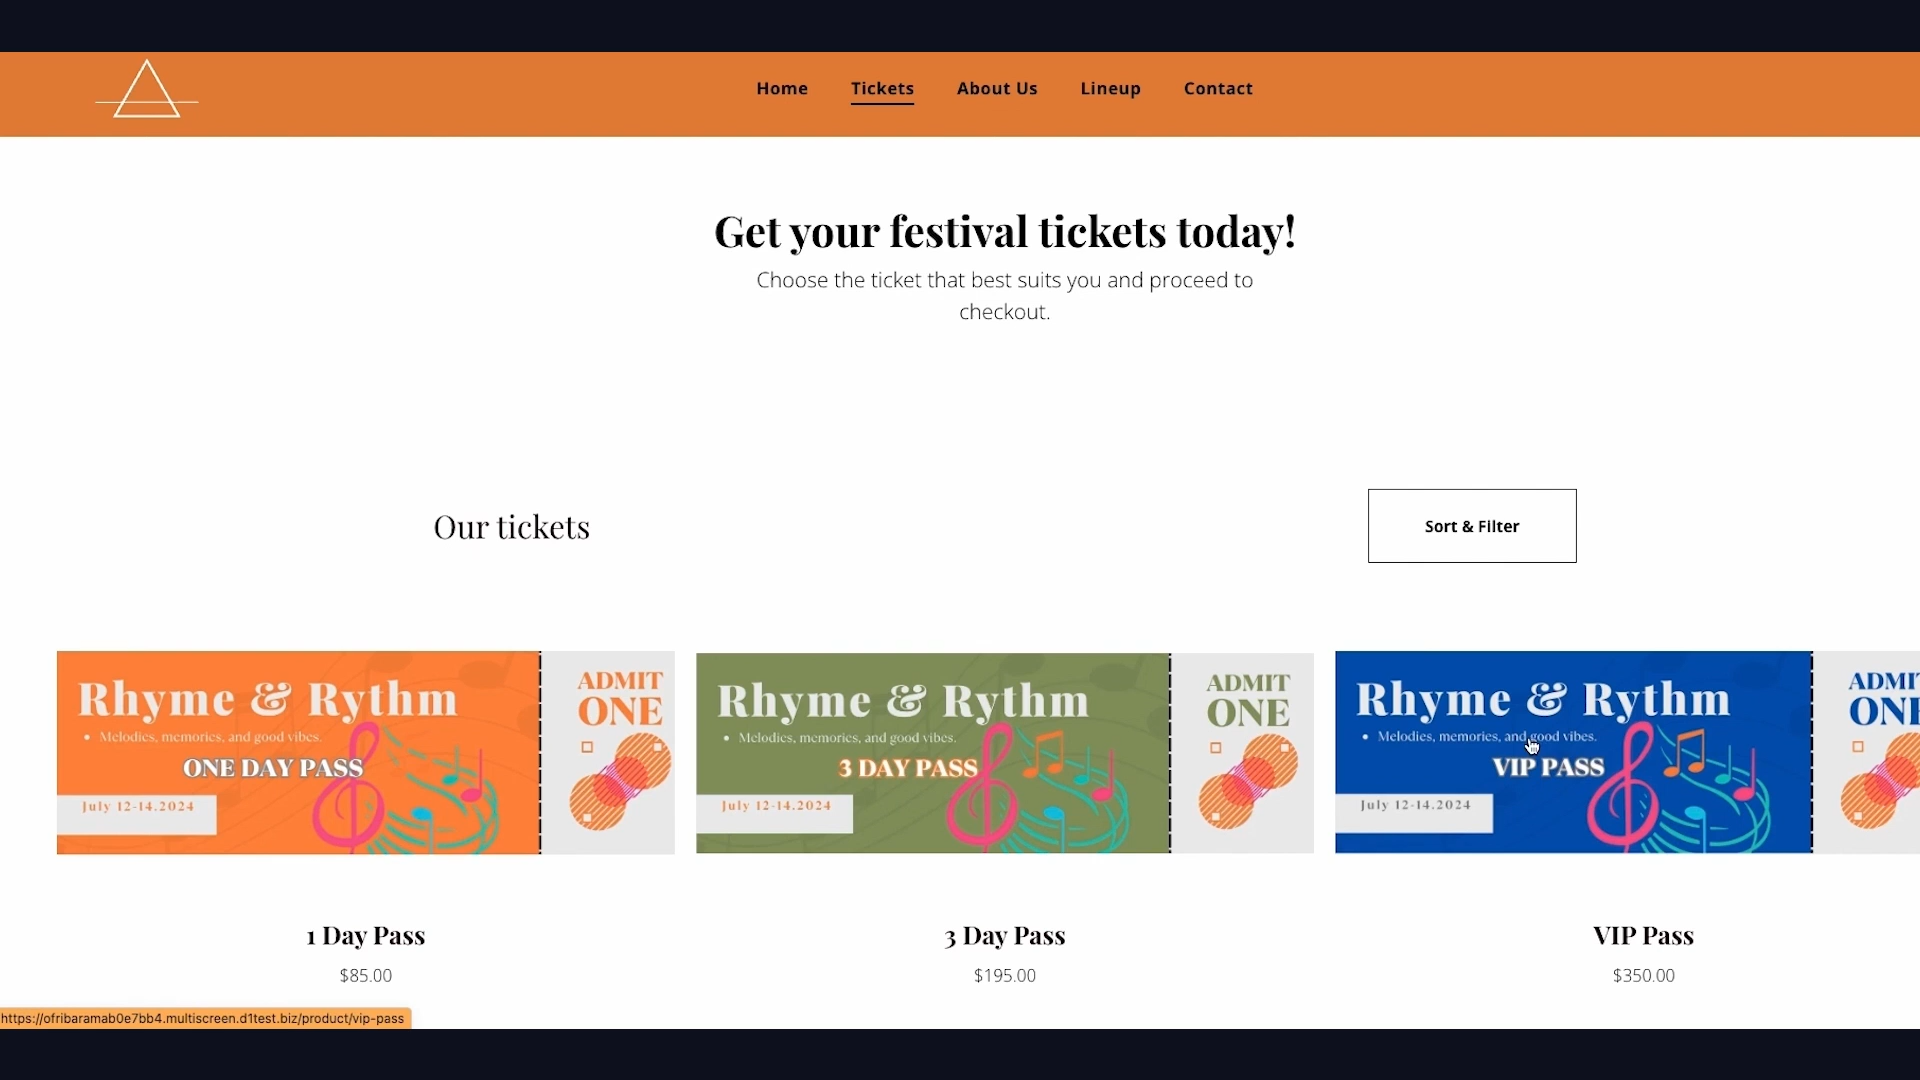 Home Tickets About Us Lineup Contact
Get your festival tickets today!
Choose the ticket that best suits you and proceed to
checkout.
Our tickets
Sort & Filter
Rhyme & Rythm
• Melodies, memories, and good vibes.
ONE DAY PASS
July 12-14.2024
ADMIT
ONE
Rhyme & Rythm
• Melodies, memories, and good vibes.
3 DAY PASS
July 12-14.2024
ADMIT
ONE
Rhyme & Rythm
• Melodies, memories, and good vibes.
VIP PASS
July 12-14.2024
ADMIT
ONE
1 Day Pass
$85.00
3 Day Pass
$195.00
VIP Pass
$350.00
https://ofribaramab0e7bb4.multiscreen.d1test.biz/product/vip-pass